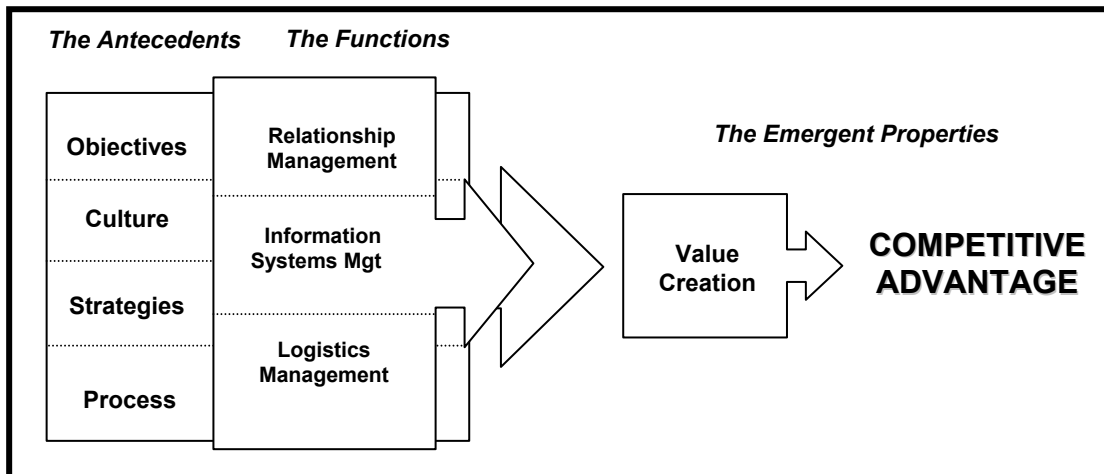 The Antecedents
The Functions
Objectives
Culture
Strategies
Process
Relationship
Management
Information
Systems Mgt
Logistics
Management
The Emergent Properties
Value
Creation
COMPETITIVE
ADVANTAGE